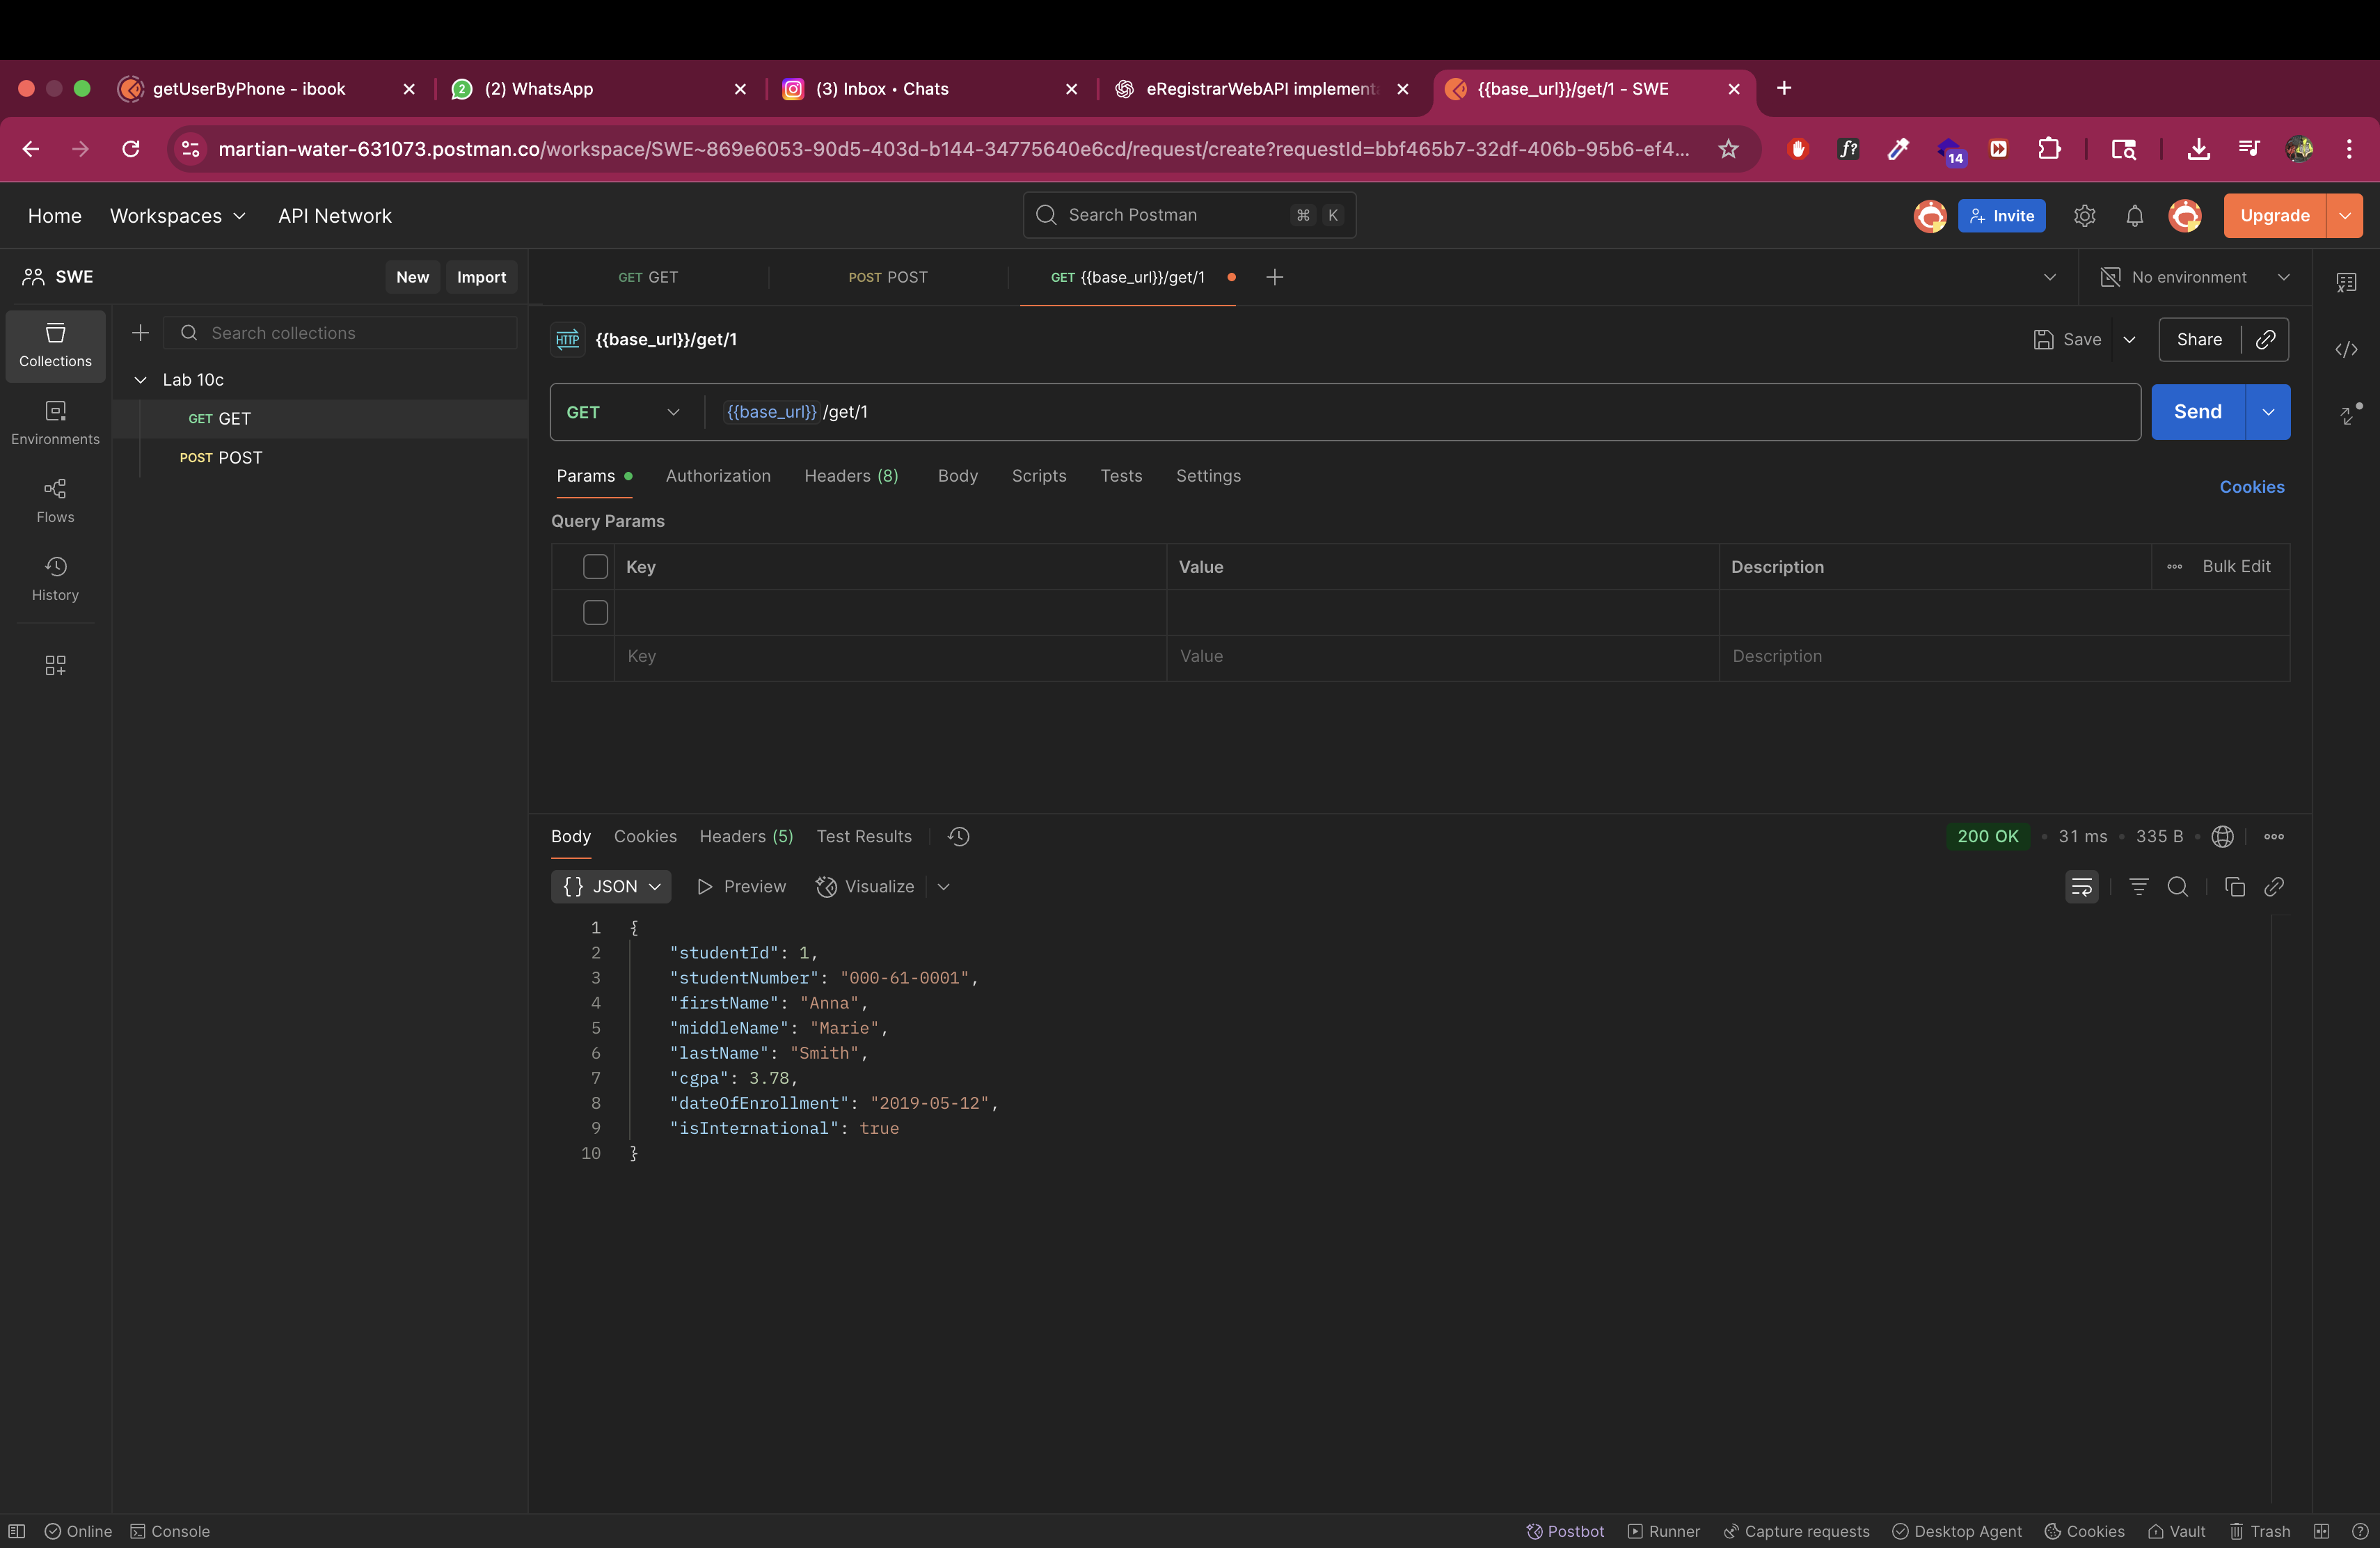 getUserByPhone - ibook
2
(2) WhatsApp
(3) Inbox • Chats
eRegistrarWebAPI implement
{{base_url}}/get/1 - SWE
martian-water-631073.postman.co/workspace/SWE~869e6053-90d5-403d-b144-34775640e6cd/request/create?requestId=bbf465b7-32df-406b-95b6-ef4...
f?
14
Home
Workspaces
API Network
Search Postman
⌘ K
Invite
Upgrade
SWE
New
Import
GET GET
POST POST
GET {{base_url}}/get/1
No environment
Collections
Environments
Flows
History
Search collections
Lab 10c
GET GET
POST POST
HTTP
{{base_url}}/get/1
Save
Share
GET
{{base_url}} /get/1
Send
Params
Authorization
Headers (8)
Body
Scripts
Tests
Settings
Cookies
Query Params
Key
Value
Description
Bulk Edit
Key
Value
Description
Body
Cookies
Headers (5)
Test Results
200 OK • 31 ms • 335 B •
{} JSON
Preview
Visualize
1 {
2 "studentId": 1,
3 "studentNumber": "000-61-0001",
4 "firstName": "Anna",
5 "middleName": "Marie",
6 "lastName": "Smith",
7 "cgpa": 3.78,
8 "dateOfEnrollment": "2019-05-12",
9 "isInternational": true
10 }
Online
Console
Postbot
Runner
Capture requests
Desktop Agent
Cookies
Vault
Trash